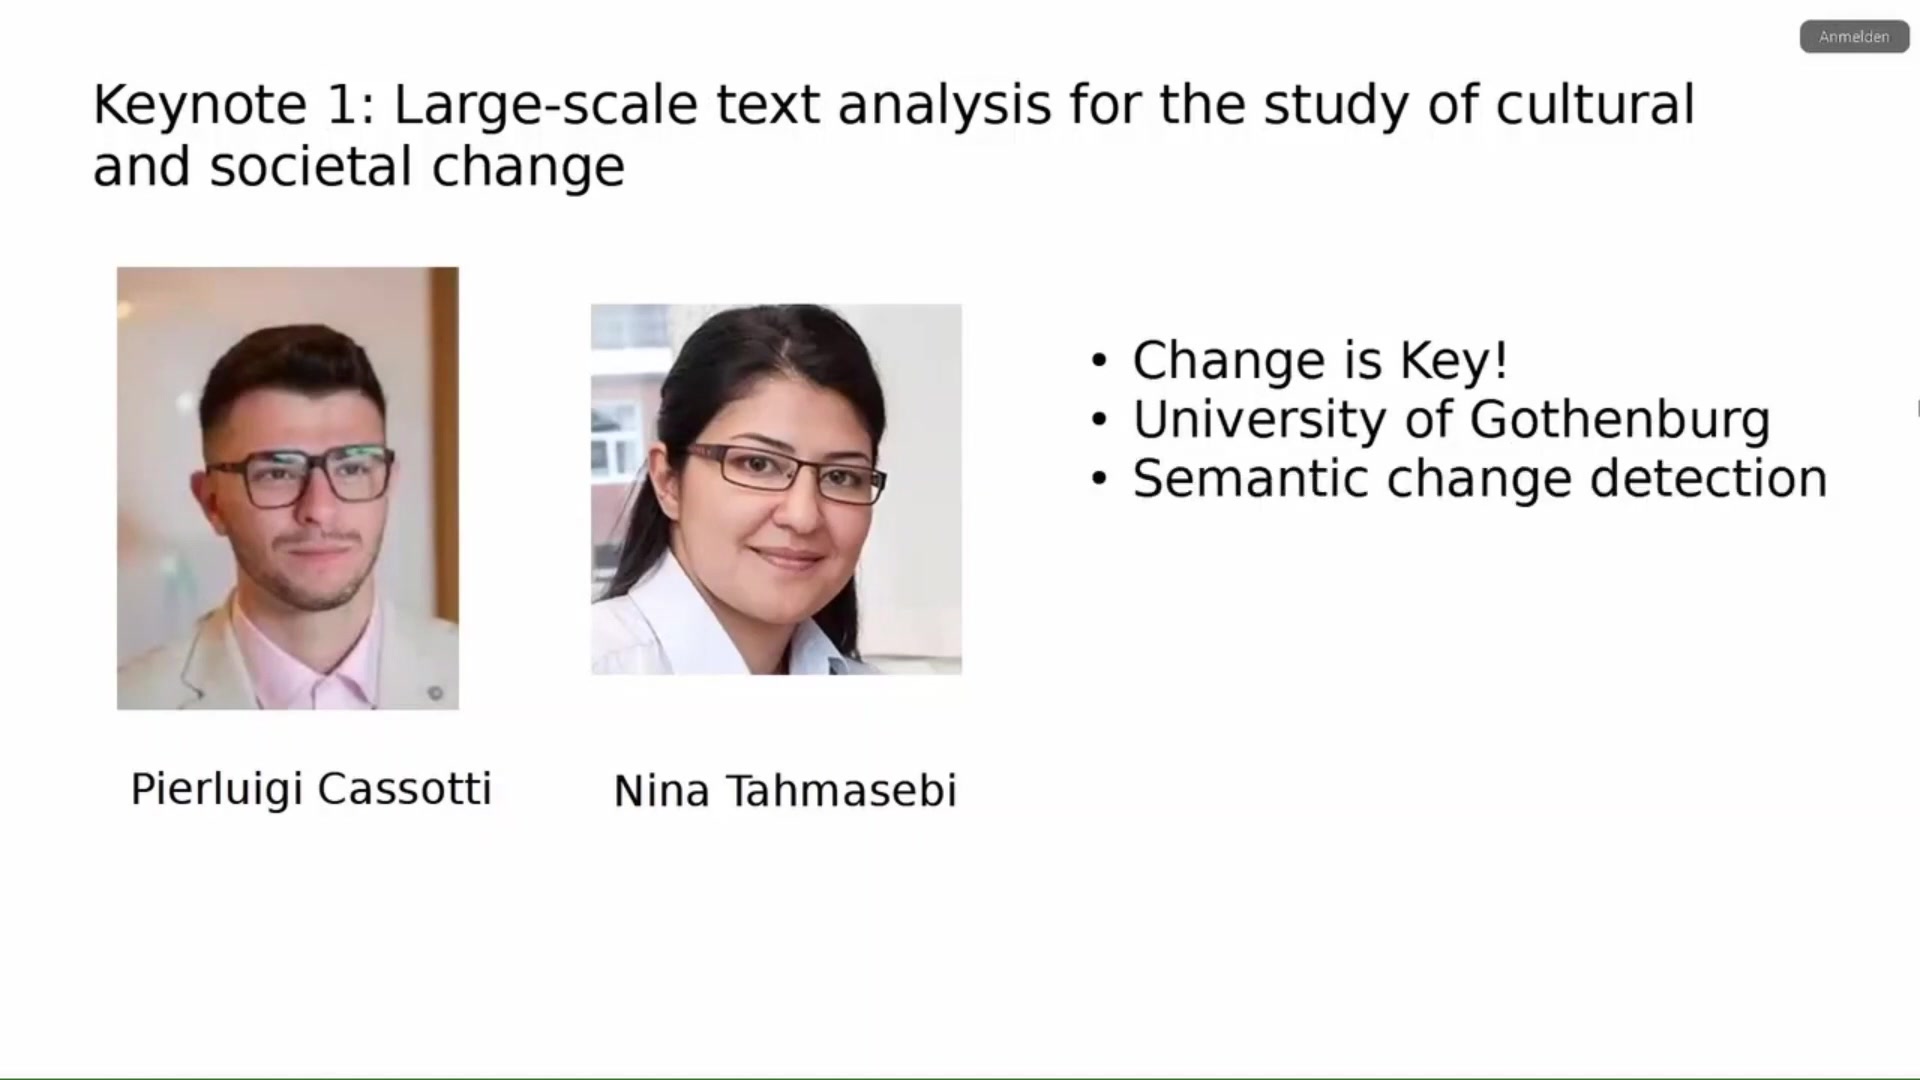 Anmelden
Keynote 1: Large-scale text analysis for the study of cultural
and societal change
• Change is Key!
• University of Gothenburg
• Semantic change detection
Pierluigi Cassotti
Nina Tahmasebi